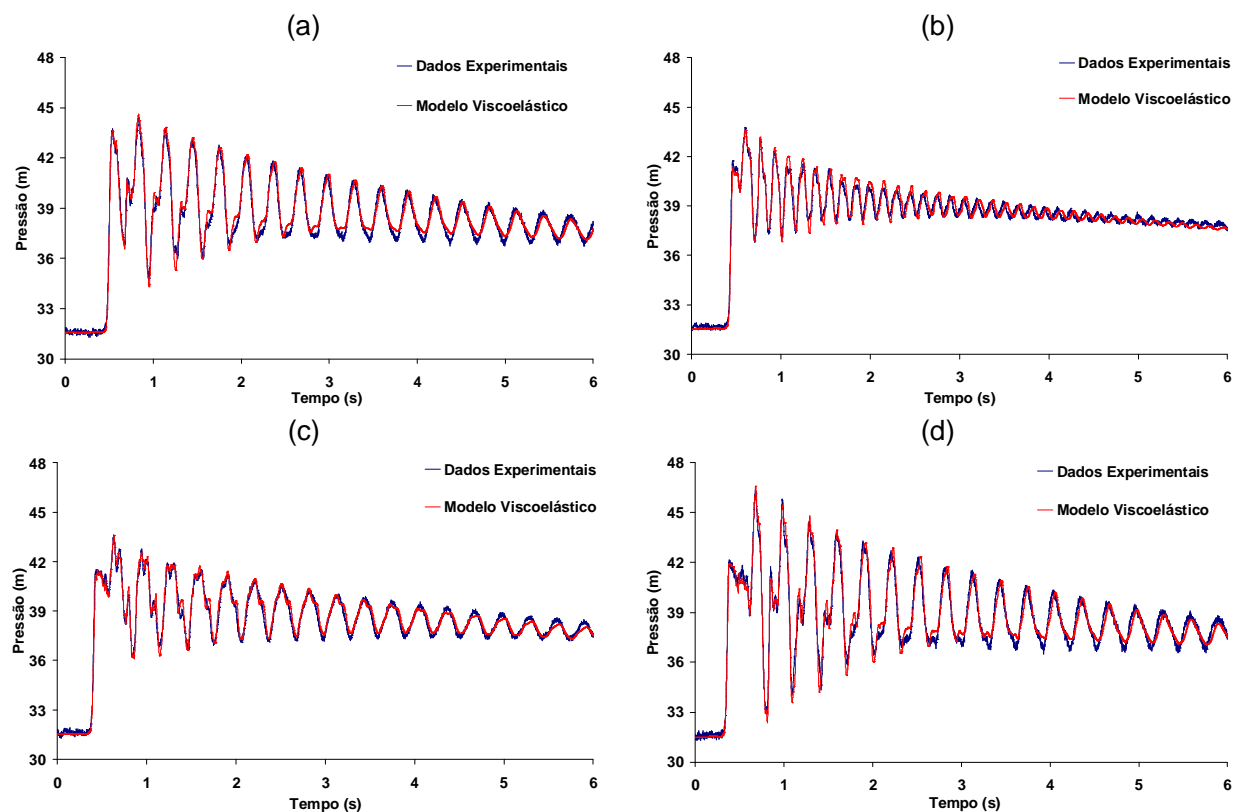 (a)
48
45
42
39
36
33
30
Pressão (m)
Dados Experimentais
Modelo Viscoelástico
0 1 2 3 4 5 6
Tempo (s)
(b)
48
45
42
39
36
33
30
Pressão (m)
Dados Experimentais
Modelo Viscoelástico
0 1 2 3 4 5 6
Tempo (s)
(c)
48
45
42
39
36
33
30
Pressão (m)
Dados Experimentais
Modelo Viscoelástico
0 1 2 3 4 5 6
Tempo (s)
(d)
48
45
42
39
36
33
30
Pressão (m)
Dados Experimentais
Modelo Viscoelástico
0 1 2 3 4 5 6
Tempo (s)